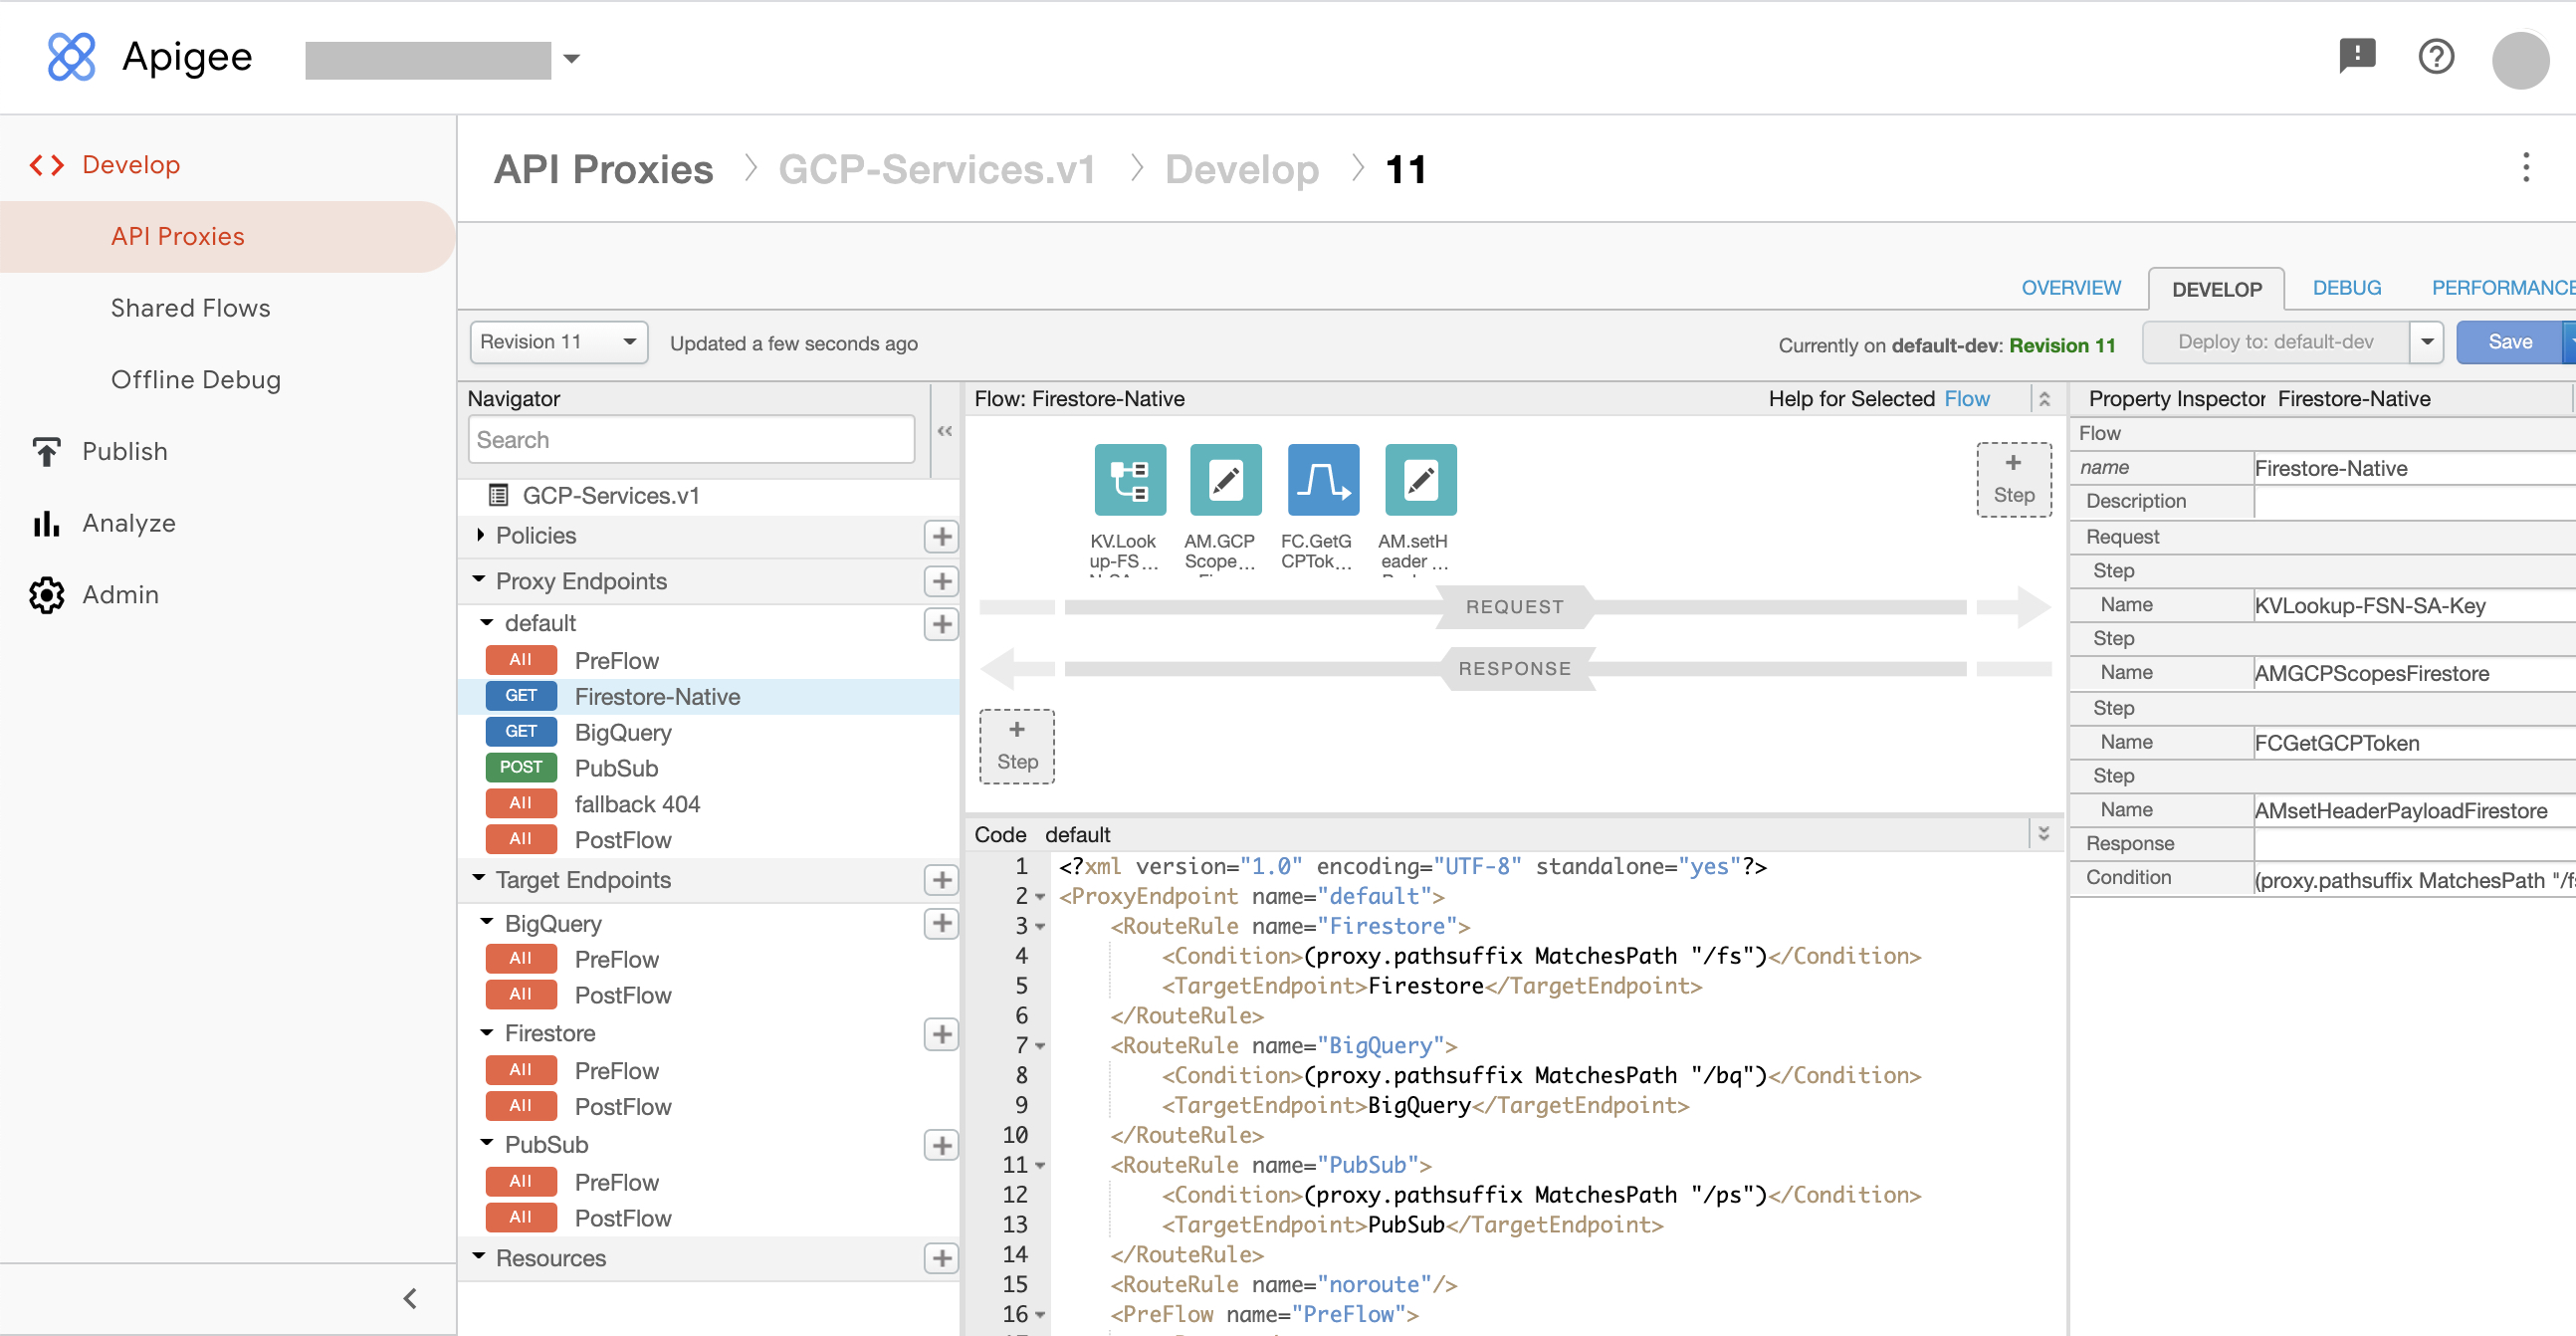 Apigee
Develop
API Proxies
Shared Flows
Offline Debug
Publish
Analyze
Admin
API Proxies > GCP-Services.v1 > Develop > 11
OVERVIEW DEVELOP DEBUG PERFORMANCE
Revision 11 Updated a few seconds ago Currently on default-dev: Revision 11 Deploy to: default-dev Save
Navigator
Search
GCP-Services.v1
Policies
Proxy Endpoints
default
All PreFlow
GET Firestore-Native
GET BigQuery
POST PubSub
All fallback 404
All PostFlow
Target Endpoints
BigQuery
All PreFlow
All PostFlow
Firestore
All PreFlow
All PostFlow
PubSub
All PreFlow
All PostFlow
Resources
Flow: Firestore-Native Help for Selected Flow
KV.Look
up-FS...
AM.GCP
Scope...
FC.GetG
CPTok...
AM.setH
eader ...
+
Step
REQUEST
RESPONSE
+
Step
Code default
1 <?xml version="1.0" encoding="UTF-8" standalone="yes"?>
2 <ProxyEndpoint name="default">
3 <RouteRule name="Firestore">
4 <Condition>(proxy.pathsuffix MatchesPath "/fs")</Condition>
5 <TargetEndpoint>Firestore</TargetEndpoint>
6 </RouteRule>
7 <RouteRule name="BigQuery">
8 <Condition>(proxy.pathsuffix MatchesPath "/bq")</Condition>
9 <TargetEndpoint>BigQuery</TargetEndpoint>
10 </RouteRule>
11 <RouteRule name="PubSub">
12 <Condition>(proxy.pathsuffix MatchesPath "/ps")</Condition>
13 <TargetEndpoint>PubSub</TargetEndpoint>
14 </RouteRule>
15 <RouteRule name="noroute"/>
16 <PreFlow name="PreFlow">
Property Inspector Firestore-Native
Flow
name Firestore-Native
Description
Request
Step
Name KVLookup-FSN-SA-Key
Step
Name AMGCPScopesFirestore
Step
Name FCGetGCPToken
Step
Name AMsetHeaderPayloadFirestore
Response
Condition (proxy.pathsuffix MatchesPath "/fs